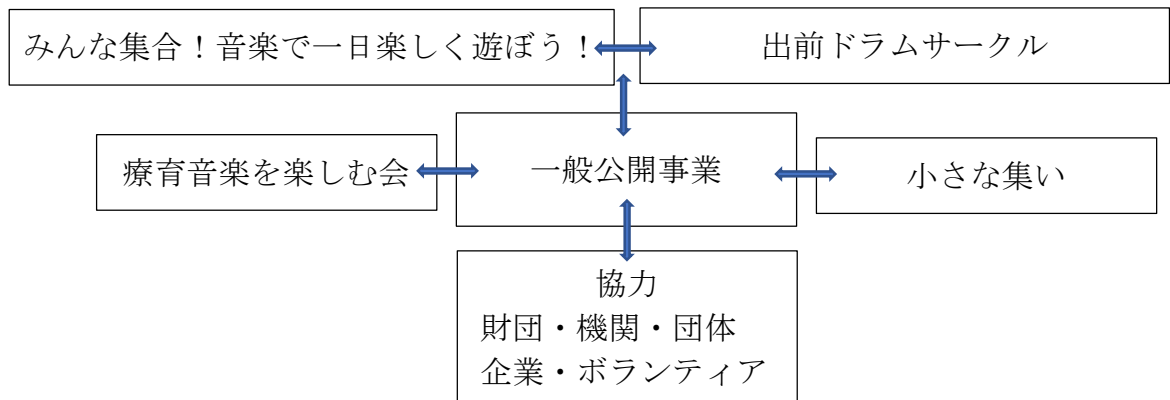 みんな集合！音楽で一日楽しく遊ぼう！
出前ドラムサークル
療育音楽を楽しむ会
一般公開事業
小さな集い
協力
財団・機関・団体
企業・ボランティア